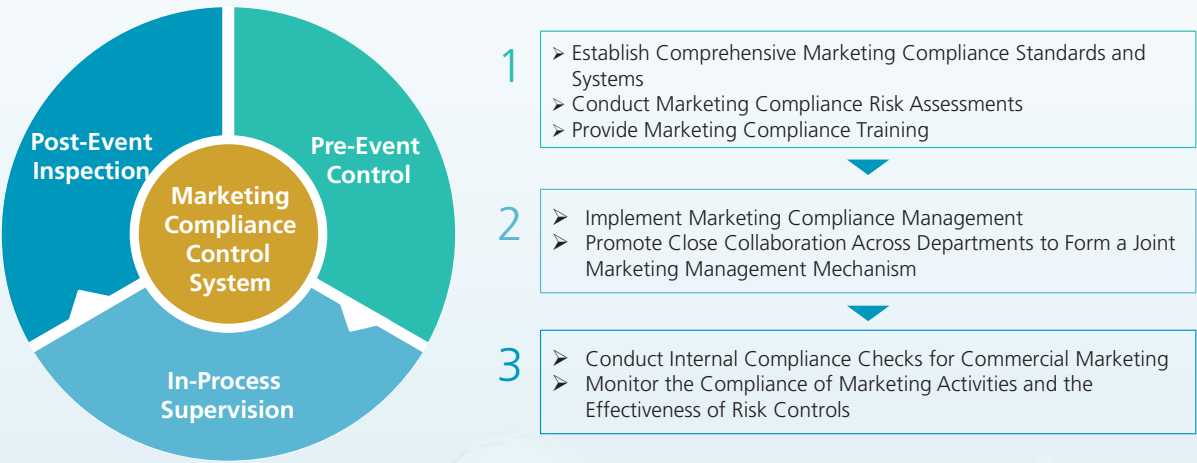 Post-Event
Inspection
Pre-Event
Control
Marketing
Compliance
Control
System
In-Process
Supervision
1
➢ Establish Comprehensive Marketing Compliance Standards and
Systems
➢ Conduct Marketing Compliance Risk Assessments
➢ Provide Marketing Compliance Training
2
➢ Implement Marketing Compliance Management
➢ Promote Close Collaboration Across Departments to Form a Joint
Marketing Management Mechanism
3
➢ Conduct Internal Compliance Checks for Commercial Marketing
➢ Monitor the Compliance of Marketing Activities and the
Effectiveness of Risk Controls